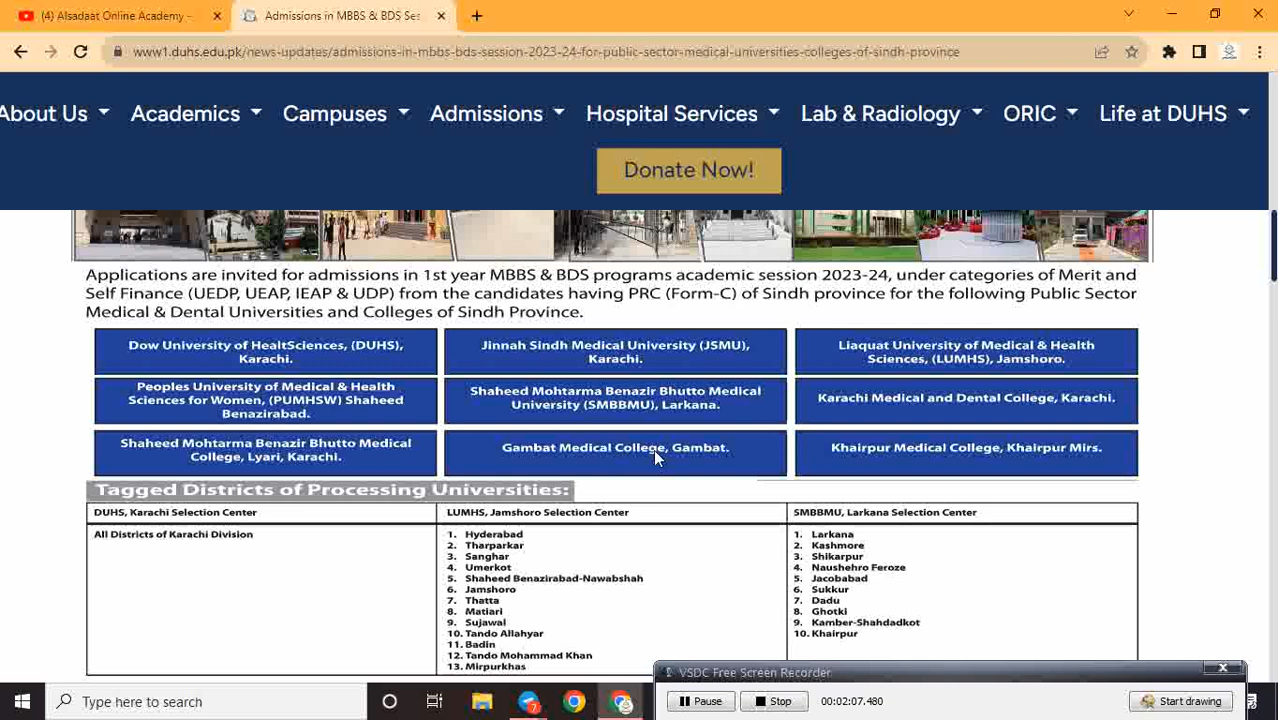 (4) Alsadaat Online Academy -
Admissions in MBBS & BDS Ses
www1.duhs.edu.pk/news-updates/admissions-in-mbbs-bds-session-2023-24-for-public-sector-medical-universities-colleges-of-sindh-province
About Us
Academics
Campuses
Admissions
Hospital Services
Lab & Radiology
ORIC
Life at DUHS
Donate Now!
Applications are invited for admissions in 1st year MBBS & BDS programs academic session 2023-24, under categories of Merit and
Self Finance (UEDP, UEAP, IEAP & UDP) from the candidates having PRC (Form-C) of Sindh province for the following Public Sector
Medical & Dental Universities and Colleges of Sindh Province.
Dow University of HealtSciences, (DUHS),
Karachi.
Jinnah Sindh Medical University (JSMU),
Karachi.
Liaquat University of Medical & Health
Sciences, (LUMHS), Jamshoro.
Peoples University of Medical & Health
Sciences for Women, (PUMHSW) Shaheed
Benazirabad.
Shaheed Mohtarma Benazir Bhutto Medical
University (SMBBMU), Larkana.
Karachi Medical and Dental College, Karachi.
Shaheed Mohtarma Benazir Bhutto Medical
College, Lyari, Karachi.
Gambat Medical College, Gambat.
Khairpur Medical College, Khairpur Mirs.
Tagged Districts of Processing Universities:
DUHS, Karachi Selection Center
All Districts of Karachi Division
LUMHS, Jamshoro Selection Center
1. Hyderabad
2. Tharparkar
3. Sanghar
4. Umerkot
5. Shaheed Benazirabad-Nawabshah
6. Jamshoro
7. Thatta
8. Matiari
9. Sujawal
10. Tando Allahyar
11. Badin
12. Tando Mohammad Khan
13. Mirpurkhas
SMBBMU, Larkana Selection Center
1. Larkana
2. Kashmore
3. Shikarpur
4. Naushehro Feroze
5. Jacobabad
6. Sukkur
7. Dadu
8. Ghotki
9. Kamber-Shahdadkot
10. Khairpur
VSDC Free Screen Recorder
Pause
Stop
00:02:07.480
Start drawing
Type here to search